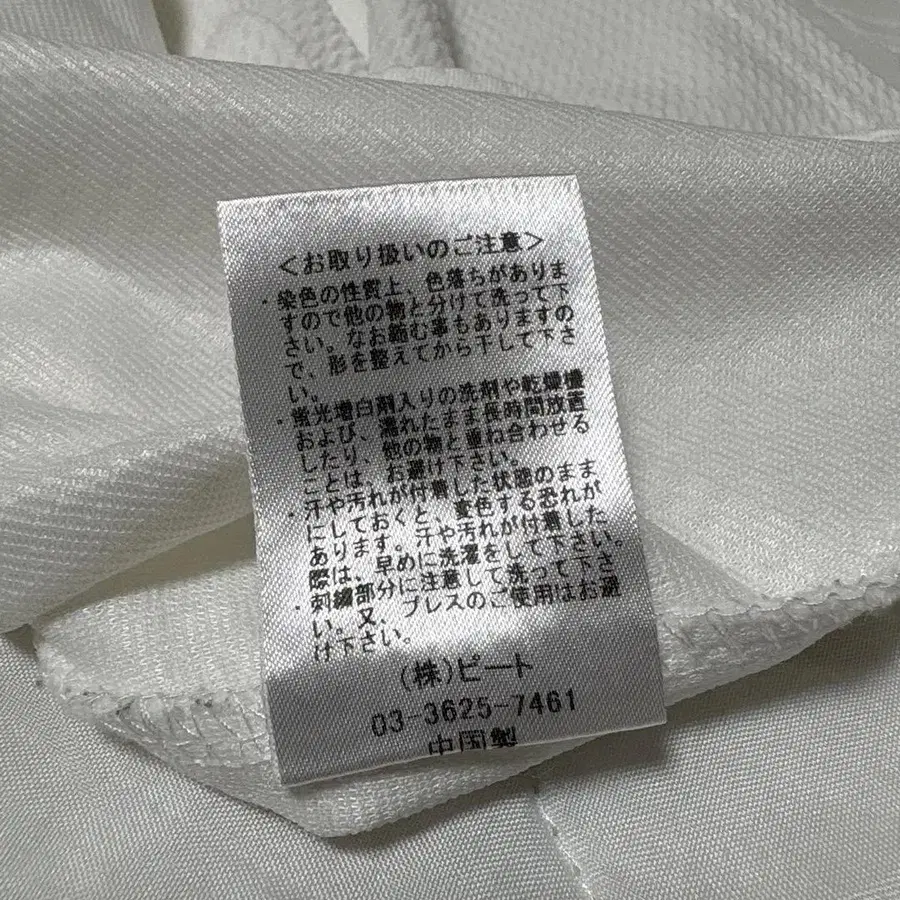 ＜お取り扱いのご注意＞
・染色の性質上、色落ちがありま
すので他の物と分けて洗って下
さい。なお縮む事もありますの
で、形を整えてから干して下さ
い。
・蛍光増白剤入りの洗剤や乾燥機
および、濡れたまま長時間放置
したり、他の物と重ね合わせる
ことは、お避け下さい。
・汗や汚れが付着した状態のまま
にしておくと、変色する恐れが
あります。汗や汚れが付着した
際は、早めに洗濯をして下さい。
・刺繍部分に注意して洗って下さ
い。又、プレスのご使用はお避
け下さい。
(株)ピート
03-3625-7461
中国製